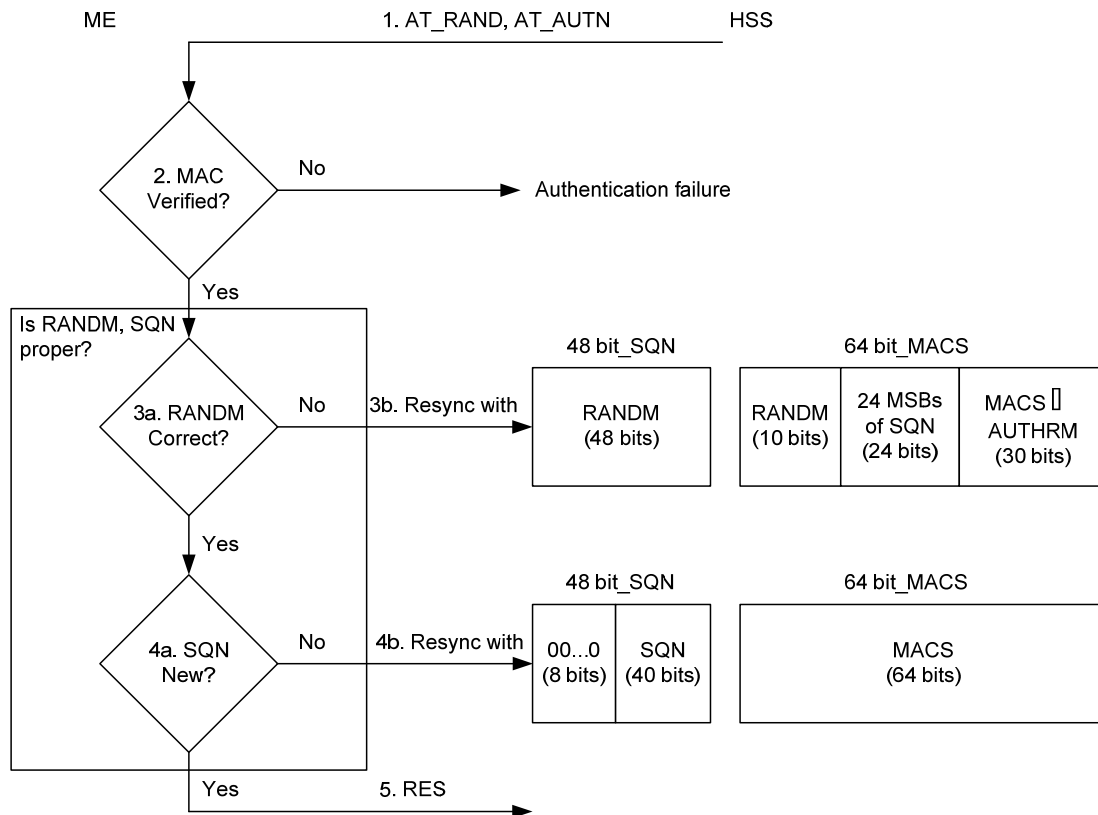 ME
1. AT_RAND, AT_AUTN
HSS
2. MAC
Verified?
No
Authentication failure
Yes
Is RANDM, SQN
proper?
3a. RANDM
Correct?
No
3b. Resync with
48 bit_SQN
RANDM
(48 bits)
64 bit_MACS
RANDM
(10 bits)
24 MSBs
of SQN
(24 bits)
MACS
AUTHRM
(30 bits)
Yes
4a. SQN
New?
No
4b. Resync with
48 bit_SQN
00...0
(8 bits)
SQN
(40 bits)
64 bit_MACS
MACS
(64 bits)
Yes
5. RES